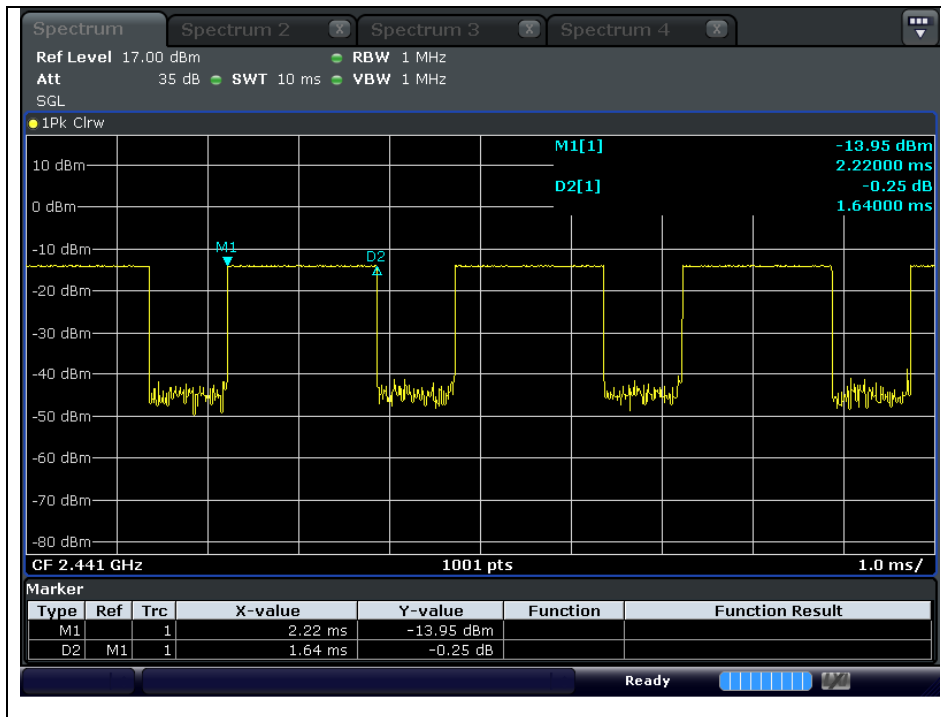 Spectrum Spectrum 2 X Spectrum 3 X Spectrum 4 X
Ref Level 17.00 dBm RBW 1 MHz
Att 35 dB SWT 10 ms VBW 1 MHz
SGL
1Pk Clrw
M1[1] -13.95 dBm
2.22000 ms
D2[1] -0.25 dB
1.64000 ms
10 dBm
0 dBm
-10 dBm
M1
D2
-20 dBm
-30 dBm
-40 dBm
-50 dBm
-60 dBm
-70 dBm
-80 dBm
CF 2.441 GHz 1001 pts 1.0 ms/
Marker
Type Ref Trc X-value Y-value Function Function Result
M1 1 2.22 ms -13.95 dBm
D2 M1 1 1.64 ms -0.25 dB
Ready